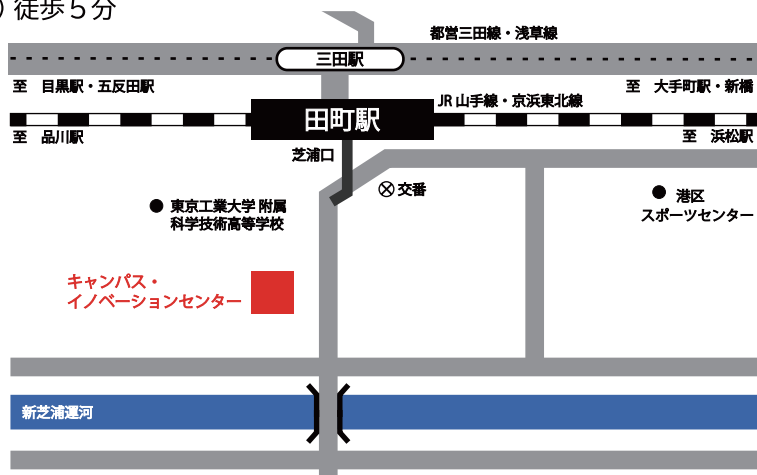 ) 徒歩５分
都営三田線・浅草線
三田駅
至 目黒駅・五反田駅
至 大手町駅・新橋
JR 山手線・京浜東北線
田町駅
至 品川駅
至 浜松駅
芝浦口
交番
東京工業大学 附属
科学技術高等学校
港区
スポーツセンター
キャンパス・
イノベーションセンター
新芝浦運河